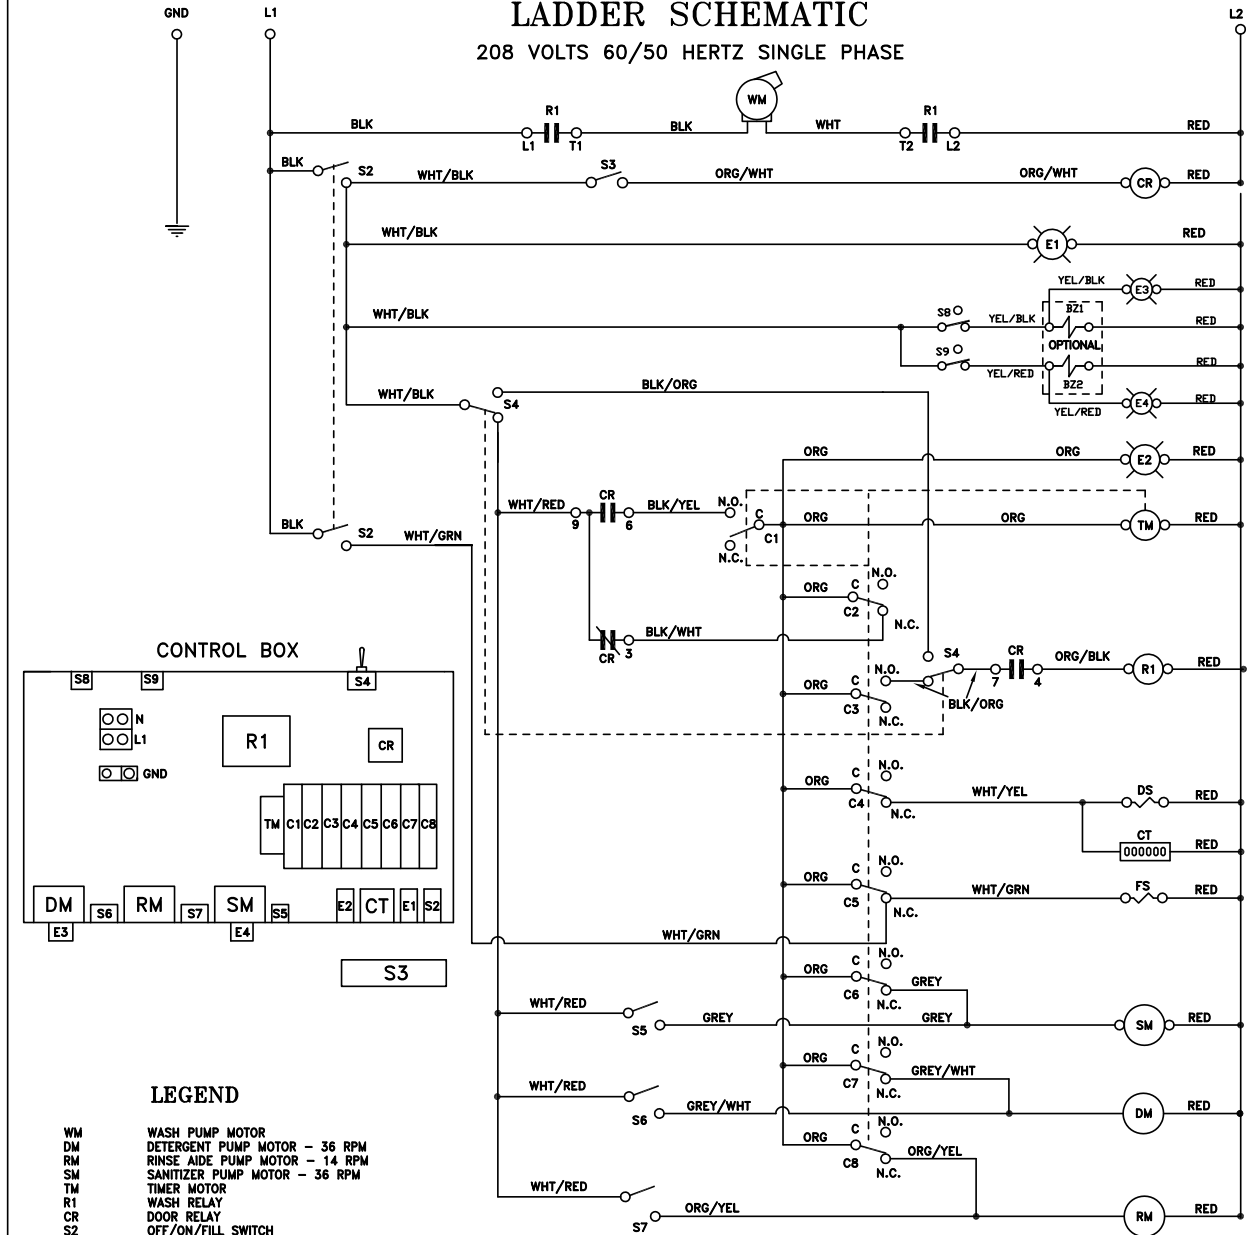 LADDER SCHEMATIC
208 VOLTS 60/50 HERTZ SINGLE PHASE
GND L1 L2
R1 WM R1
BLK BLK WHT RED
L1 T1 T2 L2
BLK S2 WHT/BLK S3 ORG/WHT ORG/WHT CR RED
WHT/BLK E1 RED
YEL/BLK E3 RED
WHT/BLK S8 YEL/BLK BZ1 RED
OPTIONAL
S9 YEL/RED BZ2 RED
WHT/BLK S4 BLK/ORG YEL/RED E4 RED
ORG ORG E2 RED
WHT/RED 9 CR 6 BLK/YEL N.O. C C1 N.C. ORG ORG TM RED
BLK S2 WHT/GRN
ORG C N.O. C2 N.C.
CR 3 BLK/WHT
ORG C N.O. C3 N.C. S4 BLK/ORG 7 CR 4 ORG/BLK R1 RED
ORG C N.O. C4 N.C. WHT/YEL DS RED
CT 000000 RED
ORG C N.O. C5 N.C. WHT/GRN FS RED
WHT/GRN
ORG C N.O. C6 N.C. GREY
WHT/RED S5 GREY GREY SM RED
ORG C N.O. C7 N.C. GREY/WHT
WHT/RED S6 GREY/WHT DM RED
ORG C N.O. C8 N.C. ORG/YEL
WHT/RED S7 ORG/YEL RM RED
CONTROL BOX
S8 S9 S4
N
L1
GND
R1 CR
TM C1 C2 C3 C4 C5 C6 C7 C8
DM S6 RM S7 SM S5 E2 CT E1 S2
E3 E4
S3
LEGEND
WM WASH PUMP MOTOR
DM DETERGENT PUMP MOTOR – 36 RPM
RM RINSE AIDE PUMP MOTOR – 14 RPM
SM SANITIZER PUMP MOTOR – 36 RPM
TM TIMER MOTOR
R1 WASH RELAY
CR DOOR RELAY
S2 OFF/ON/FILL SWITCH